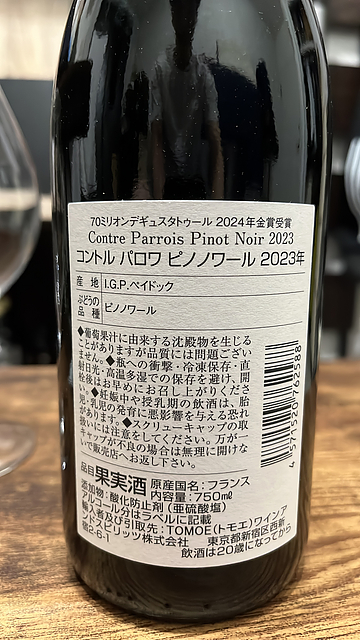 70ミリオンデギュスタトゥール 2024年金賞受賞
Contre Parrois Pinot Noir 2023
コントル パロワ ピノノワール 2023年
産 地 I.G.P.ペイドック
ぶどうの
品 種 ピノノワール
◆葡萄果汁に由来する沈殿物を生じる
ことがありますが品質には問題ござい
ません。◆瓶への衝撃・冷凍保存・直
射日光・高温多湿での保存を避け、開
栓後はお早めにお召し上がりくださ
い。◆妊娠中や授乳期の飲酒は、胎
児・乳児の発育に悪影響を与える恐れ
があります。◆スクリューキャップの取
扱いには注意をしてください。万が一
キャップが不良の場合は無理に開けな
いで販売店へお返し下さい。
4571520762588
品目 果実酒 原産国名：フランス
内容量：750mℓ
添加物：酸化防止剤（亜硫酸塩）
アルコール分はラベルに記載
輸入者及び引取先：TOMOE(トモエ)ワインア
ンドスピリッツ株式会社 東京都新宿区西新
宿2-6-1 飲酒は20歳になってから